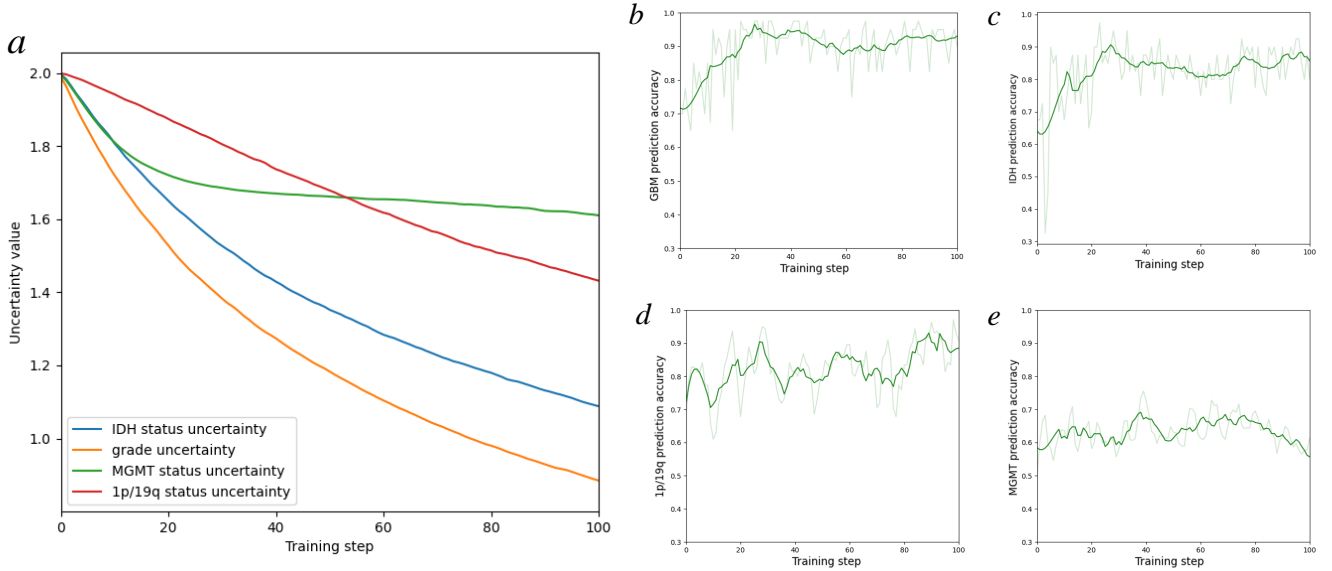 a
2.0
1.8
1.6
1.4
1.2
1.0
Uncertainty value
IDH status uncertainty
grade uncertainty
MGMT status uncertainty
1p/19q status uncertainty
0 20 40 60 80 100
Training step
b
1.0
0.9
0.8
0.7
0.6
0.5
0.4
0.3
GBM prediction accuracy
0 20 40 60 80 100
Training step
c
1.0
0.9
0.8
0.7
0.6
0.5
0.4
0.3
IDH prediction accuracy
0 20 40 60 80 100
Training step
d
1.0
0.9
0.8
0.7
0.6
0.5
0.4
0.3
1p/19q prediction accuracy
0 20 40 60 80 100
Training step
e
1.0
0.9
0.8
0.7
0.6
0.5
0.4
0.3
MGMT prediction accuracy
0 20 40 60 80 100
Training step